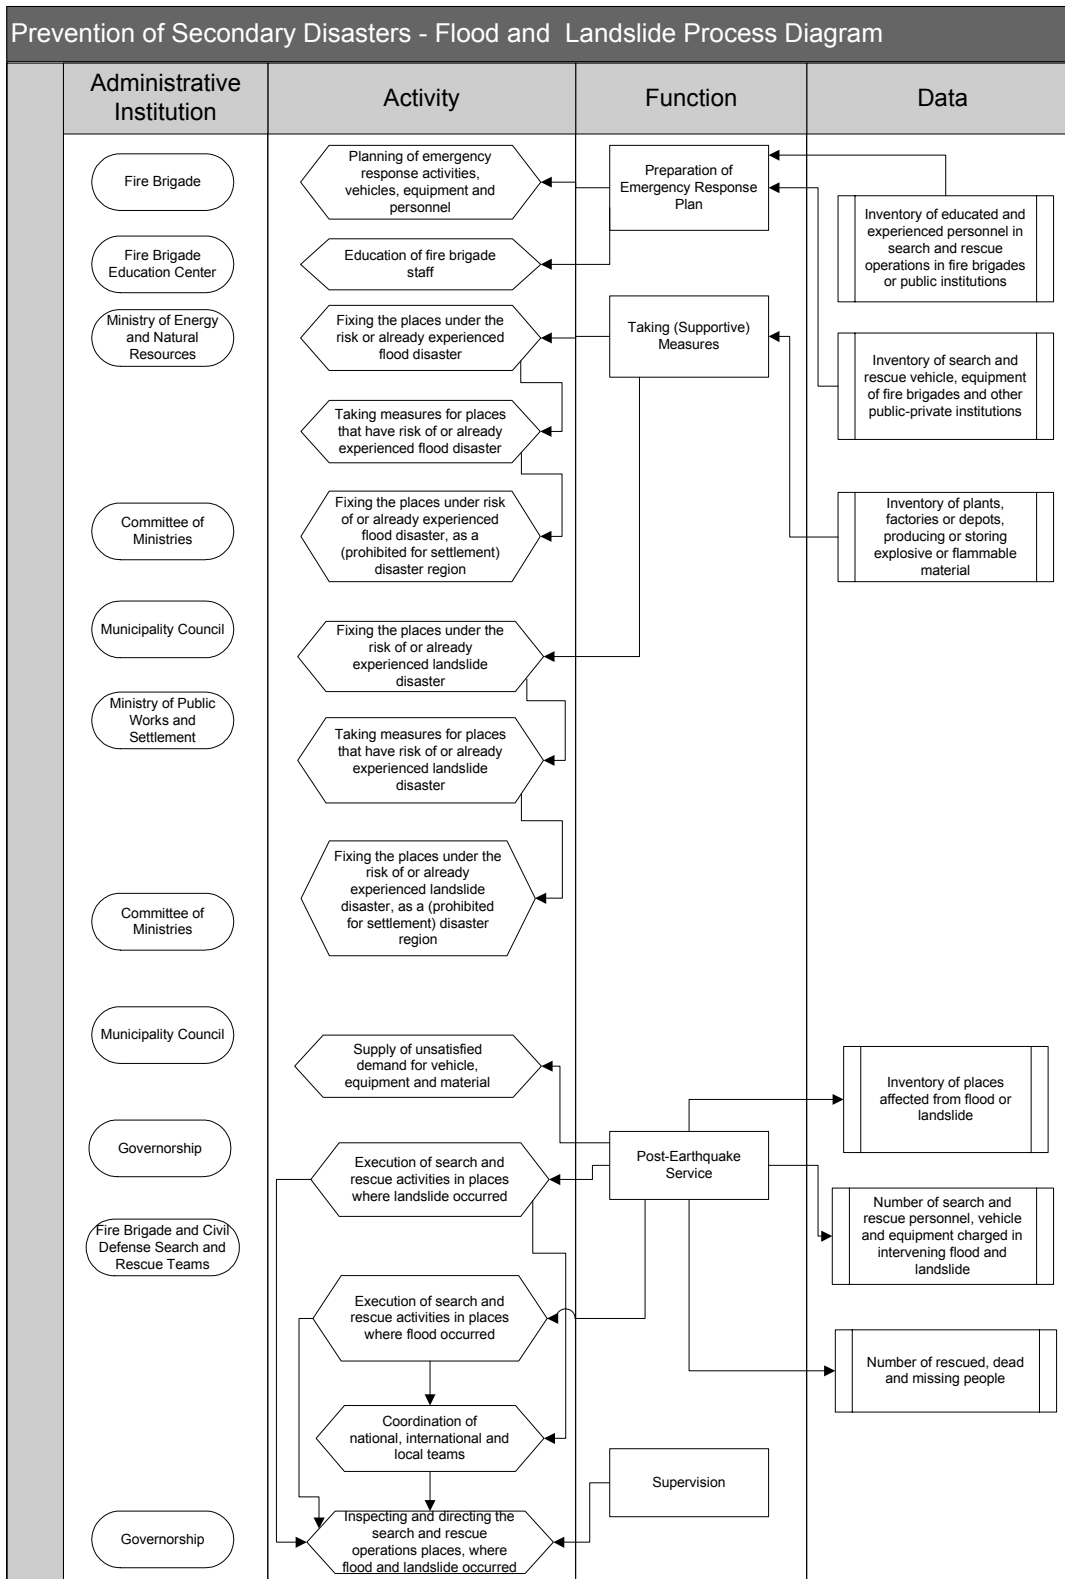 Prevention of Secondary Disasters - Flood and  Landslide Process Diagram
Administrative
Institution
Activity
Function
Data
Fire Brigade
Planning of emergency
response activities,
vehicles, equipment and
personnel
Preparation of
Emergency Response
Plan
Inventory of educated and
experienced personnel in
search and rescue
operations in fire brigades
or public institutions
Fire Brigade
Education Center
Education of fire brigade
staff
Ministry of Energy
and Natural
Resources
Fixing the places under the
risk or already experienced
flood disaster
Taking (Supportive)
Measures
Inventory of search and
rescue vehicle, equipment
of fire brigades and other
public-private institutions
Taking measures for places
that have risk of or already
experienced flood disaster
Committee of
Ministries
Fixing the places under risk
of or already experienced
flood disaster, as a
(prohibited for settlement)
disaster region
Inventory of plants,
factories or depots,
producing or storing
explosive or flammable
material
Municipality Council
Fixing the places under the
risk of or already
experienced landslide
disaster
Ministry of Public
Works and
Settlement
Taking measures for places
that have risk of or already
experienced landslide
disaster
Fixing the places under the
risk of or already
experienced landslide
disaster, as a (prohibited
for settlement) disaster
region
Committee of
Ministries
Municipality Council
Supply of unsatisfied
demand for vehicle,
equipment and material
Inventory of places
affected from flood or
landslide
Governorship
Execution of search and
rescue activities in places
where landslide occurred
Post-Earthquake
Service
Fire Brigade and Civil
Defense Search and
Rescue Teams
Number of search and
rescue personnel, vehicle
and equipment charged in
intervening flood and
landslide
Execution of search and
rescue activities in places
where flood occurred
Number of rescued, dead
and missing people
Coordination of
national, international and
local teams
Supervision
Governorship
Inspecting and directing the
search and rescue
operations places, where
flood and landslide occurred